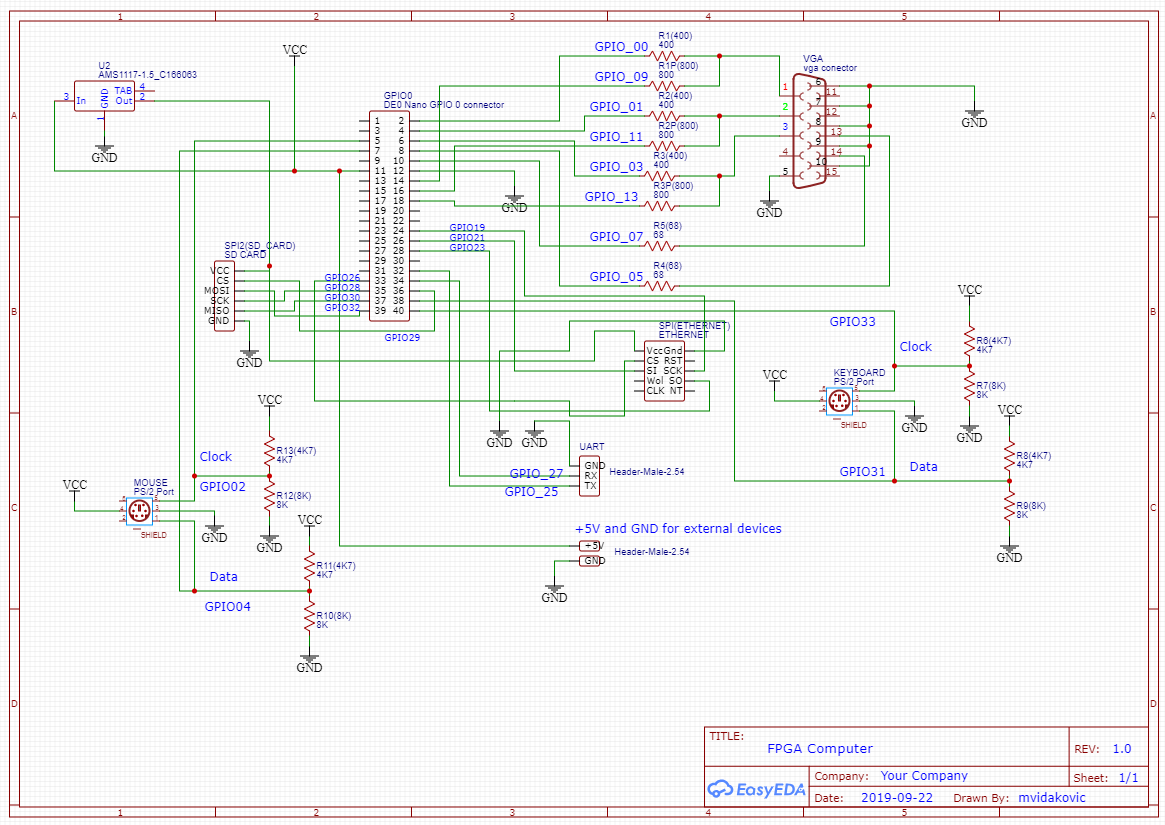 1 2 3 4 5
A
B
C
D
VCC
U2
AMS1117-1.5_C166063
3 In
GND
TAB 4
Out 2
1
GND
GPIO0
DE0 Nano GPIO 0 connector
1 2
3 4
5 6
7 8
9 10
11 12
13 14
15 16
17 18
19 20
21 22
23 24
25 26
27 28
29 30
31 32
33 34
35 36
37 38
39 40
GND
GPIO_00
R1(400)
400
GPIO_09
R1P(800)
800
GPIO_01
R2(400)
400
GPIO_11
R2P(800)
800
GPIO_03
R3(400)
400
GPIO_13
R3P(800)
800
GPIO_07
R5(68)
68
GPIO_05
R4(68)
68
VGA
vga conector
1
2
3
4
5
6
7
8
9
10
11
12
13
14
15
GND
GND
GPIO19
GPIO21
GPIO23
SPI2(SD_CARD)
SD CARD
VCC
CS
MOSI
SCK
MISO
GND
GND
GPIO26
GPIO28
GPIO30
GPIO32
GPIO29
SPI(ETHERNET)
ETHERNET
Vcc Gnd
CS RST
SI SCK
Wol SO
CLK NT
GND
GND
GPIO33
Clock
VCC
R6(4K7)
4K7
R7(8K)
8K
GND
VCC
KEYBOARD
PS/2 Port
SHIELD
GND
VCC
R8(4K7)
4K7
GPIO31
Data
R9(8K)
8K
GND
UART
GND
RX
TX
Header-Male-2.54
GPIO_27
GPIO_25
VCC
R13(4K7)
4K7
Clock
GPIO02
R12(8K)
8K
GND
VCC
MOUSE
PS/2 Port
SHIELD
GND
VCC
R11(4K7)
4K7
Data
GPIO04
R10(8K)
8K
GND
+5V and GND for external devices
+5V
GND
Header-Male-2.54
GND
TITLE:
FPGA Computer
REV: 1.0
EasyEDA
Company: Your Company
Sheet: 1/1
Date: 2019-09-22
Drawn By: mvidakovic
A
B
C
D
1 2 3 4 5